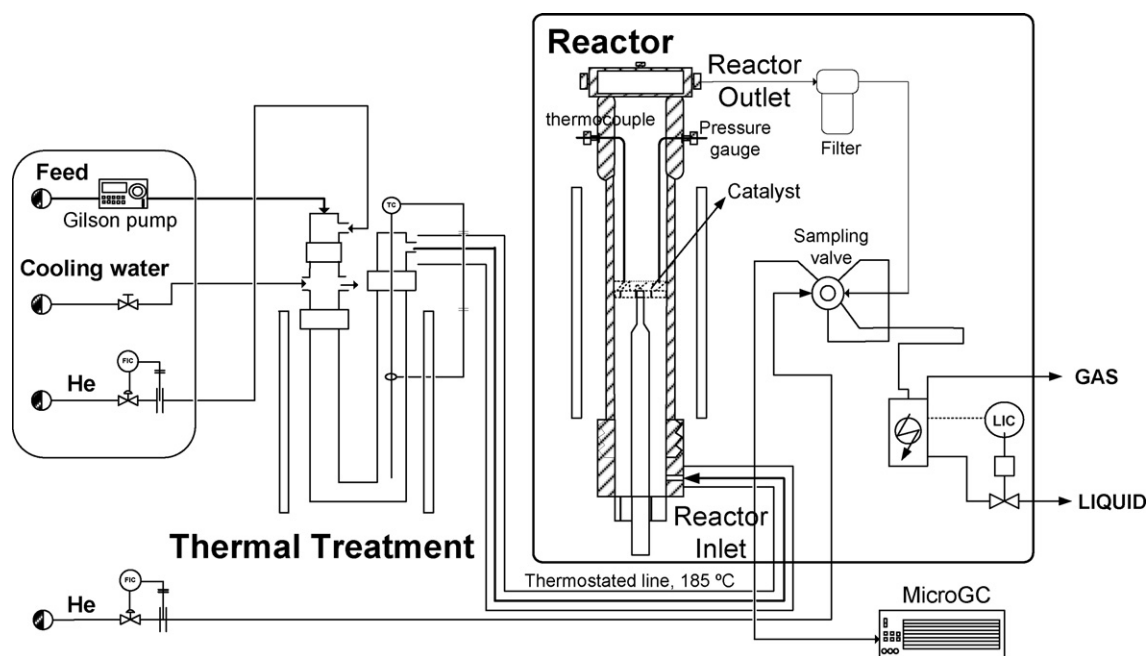 Reactor
Reactor
Outlet
thermocouple
Pressure
gauge
Filter
Feed
Gilson pump
TC
Catalyst
Cooling water
Sampling
valve
FIC
He
GAS
LIC
LIQUID
Reactor
Inlet
Thermal Treatment
Thermostated line, 185 ºC
FIC
He
MicroGC